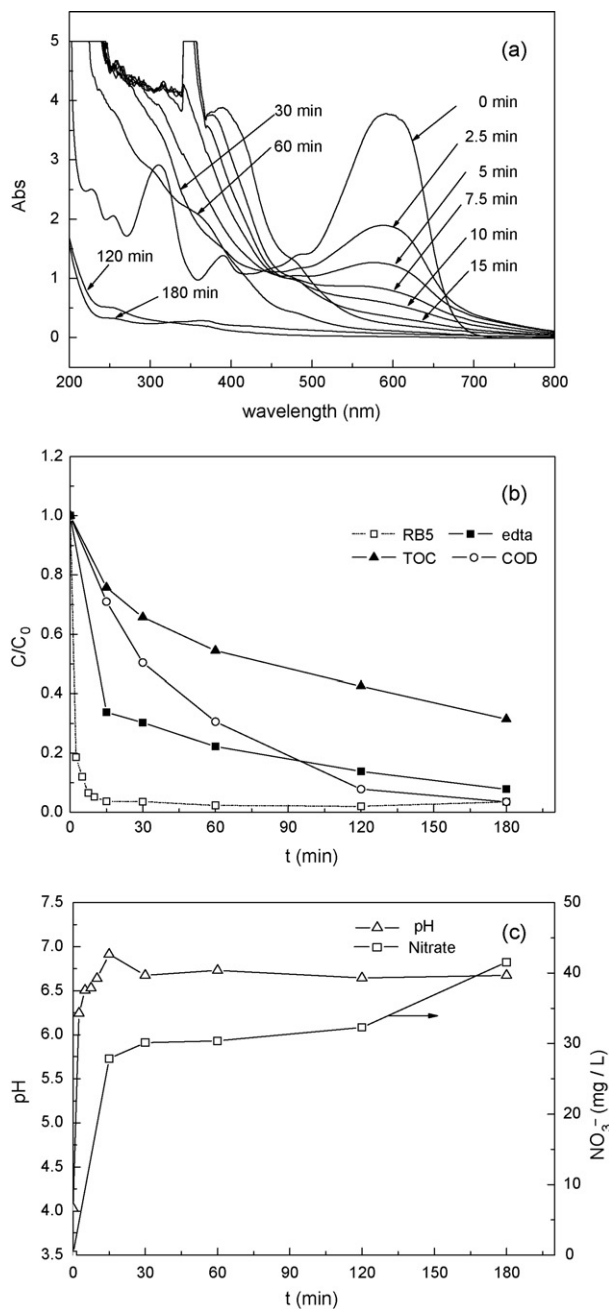 (a)
5
4
3
2
1
0
Abs
30 min
60 min
0 min
2.5 min
5 min
7.5 min
10 min
15 min
120 min
180 min
200 300 400 500 600 700 800
wavelength (nm)
(b)
1.2
1.0
0.8
0.6
0.4
0.2
0.0
C/C₀
RB5 edta
TOC COD
0 30 60 90 120 150 180
t (min)
(c)
7.5
7.0
6.5
6.0
5.5
5.0
4.5
4.0
3.5
pH
pH
Nitrate
50
40
30
20
10
0
NO₃⁻ (mg / L)
0 30 60 90 120 150 180
t (min)